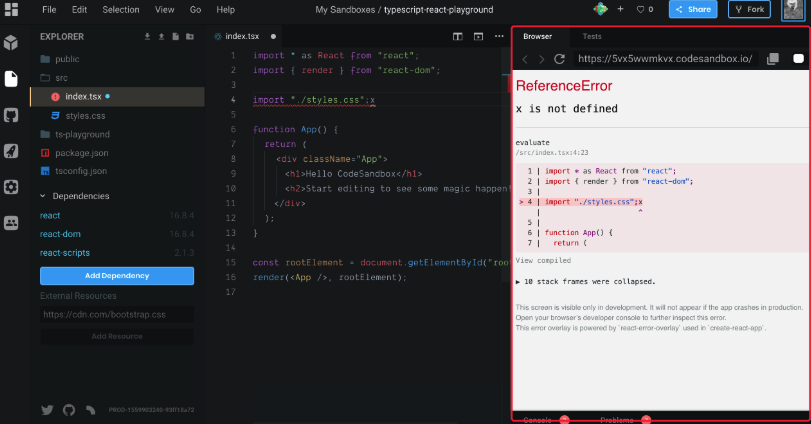 File Edit Selection View Go Help
My Sandboxes / typescript-react-playground
0
Share
Fork
EXPLORER
public
src
index.tsx
styles.css
ts-playground
package.json
tsconfig.json
Dependencies
react 16.8.4
react-dom 16.8.4
react-scripts 2.1.3
Add Dependency
External Resources
https://cdn.com/bootstrap.css
Add Resource
index.tsx
1 import * as React from "react";
2 import { render } from "react-dom";
3
4 import "./styles.css";x
5
6 function App() {
7 return (
8 <div className="App">
9 <h1>Hello CodeSandbox</h1>
10 <h2>Start editing to see some magic happen
11 </div>
12 );
13 }
14
15 const rootElement = document.getElementById("roo
16 render(<App />, rootElement);
17
Browser Tests
https://5vx5wwmkvx.codesandbox.io/
ReferenceError
x is not defined
evaluate
/src/index.tsx:4:23
1 | import * as React from "react";
2 | import { render } from "react-dom";
3 |
> 4 | import "./styles.css";x
| ^
5 |
6 | function App() {
7 | return (
View compiled
▶ 10 stack frames were collapsed.
This screen is visible only in development. It will not appear if the app crashes in production.
Open your browser's developer console to further inspect this error.
This error overlay is powered by `react-error-overlay` used in `create-react-app`.
Console Problems